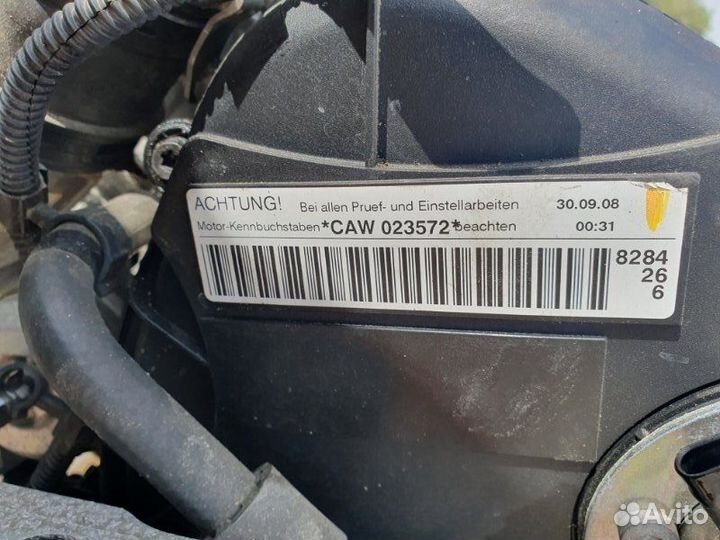 ACHTUNG! Bei allen Pruef- und Einstellarbeiten 30.09.08
Motor-Kennbuchstaben *CAW 023572* beachten 00:31
8284
26
6
Avito